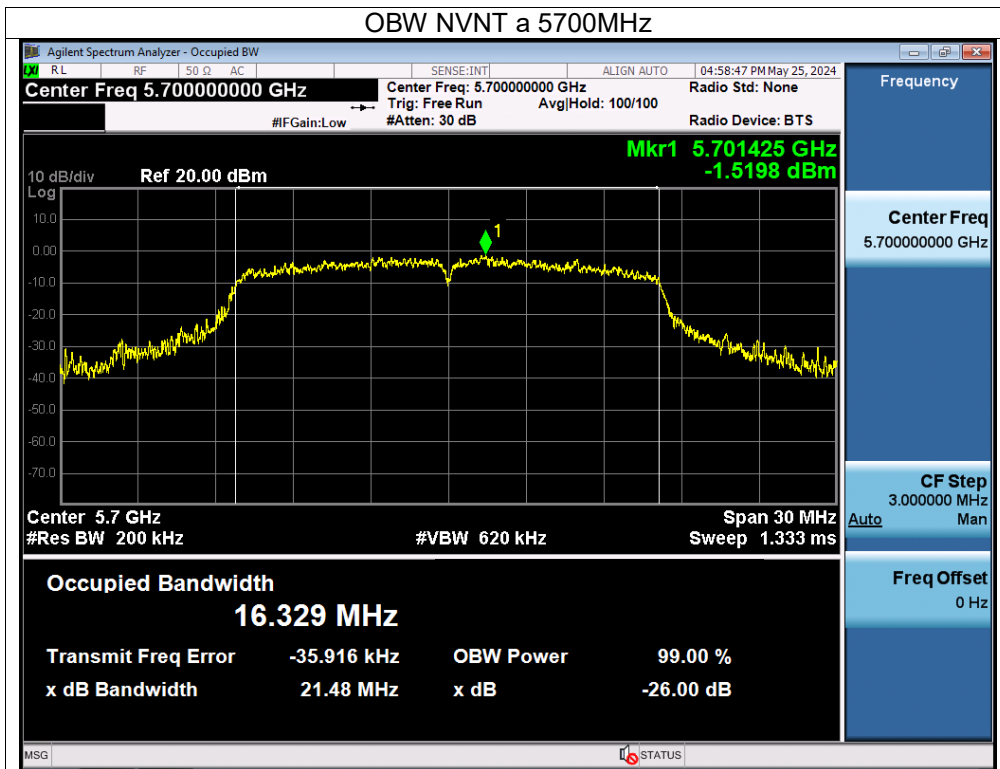 OBW NVNT a 5700MHz
Agilent Spectrum Analyzer - Occupied BW
LXI RL RF 50 Ω AC SENSE:INT ALIGN AUTO 04:58:47 PM May 25, 2024
Center Freq 5.700000000 GHz
#IFGain:Low
Center Freq: 5.700000000 GHz
Trig: Free Run Avg|Hold: 100/100
#Atten: 30 dB
Radio Std: None
Radio Device: BTS
Mkr1 5.701425 GHz
-1.5198 dBm
10 dB/div Ref 20.00 dBm
Log
10.0
0.00
-10.0
-20.0
-30.0
-40.0
-50.0
-60.0
-70.0
1
Center 5.7 GHz Span 30 MHz
#Res BW 200 kHz #VBW 620 kHz Sweep 1.333 ms
Occupied Bandwidth
16.329 MHz
Transmit Freq Error -35.916 kHz OBW Power 99.00 %
x dB Bandwidth 21.48 MHz x dB -26.00 dB
MSG STATUS
Frequency
Center Freq
5.700000000 GHz
CF Step
3.000000 MHz
Auto Man
Freq Offset
0 Hz